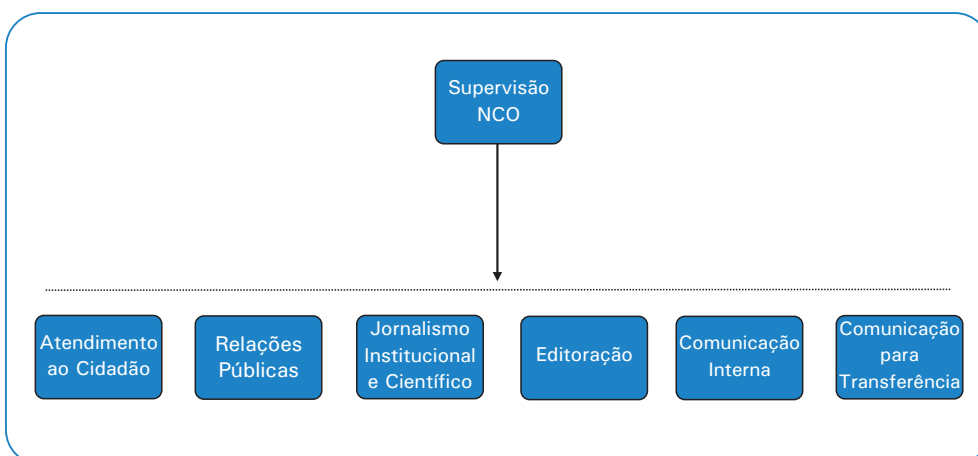 Supervisão
NCO
Atendimento
ao Cidadão
Relações
Públicas
Jornalismo
Institucional
e Científico
Editoração
Comunicação
Interna
Comunicação
para
Transferência